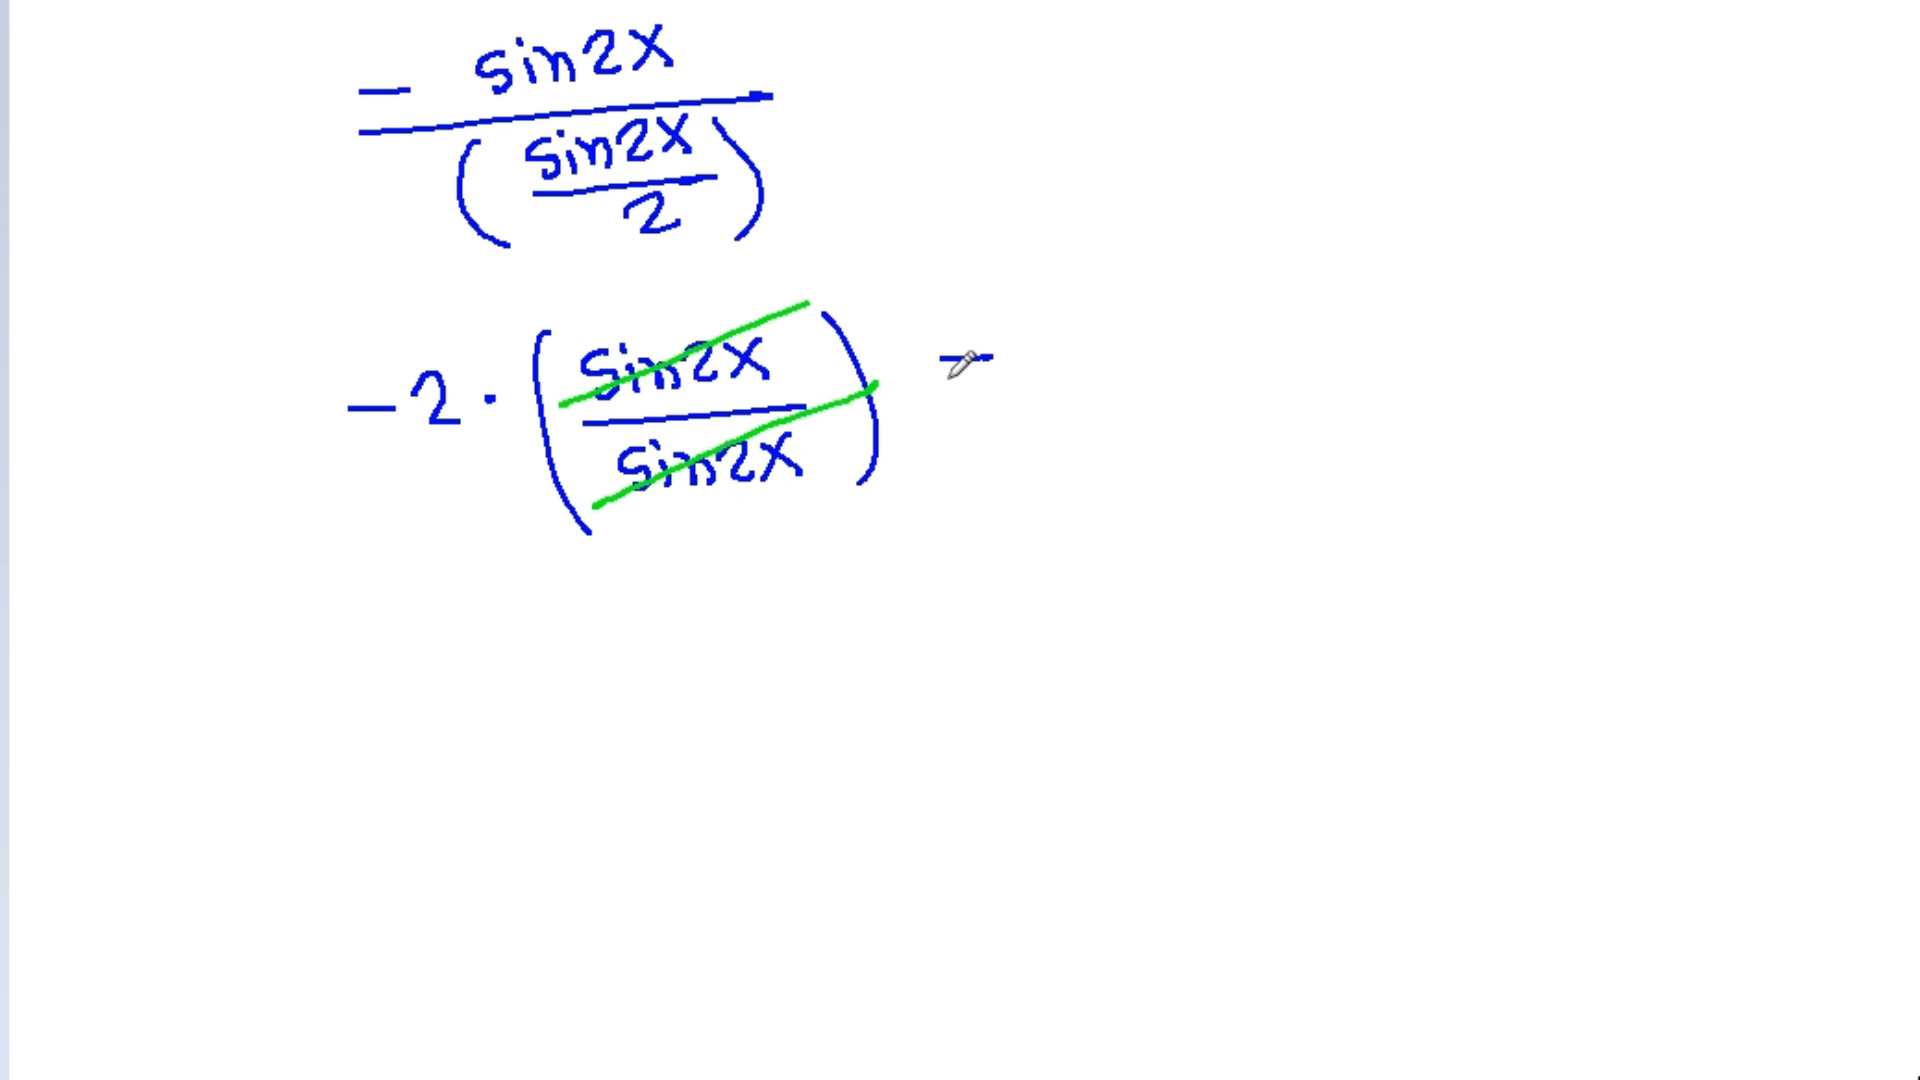 - sin2x
( sin2x / 2 )
-2 · ( sin2x / sin2x ) -